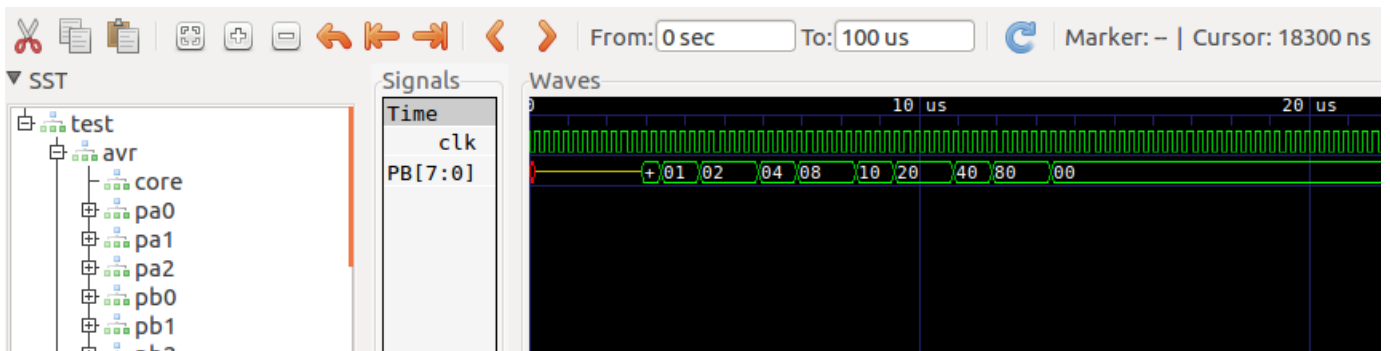 From: 0 sec To: 100 us Marker: -- | Cursor: 18300 ns
SST
Signals
Waves
test
avr
core
pa0
pa1
pa2
pb0
pb1
Time
clk
PB[7:0]
0 10 us 20 us
+ 01 02 04 08 10 20 40 80 00